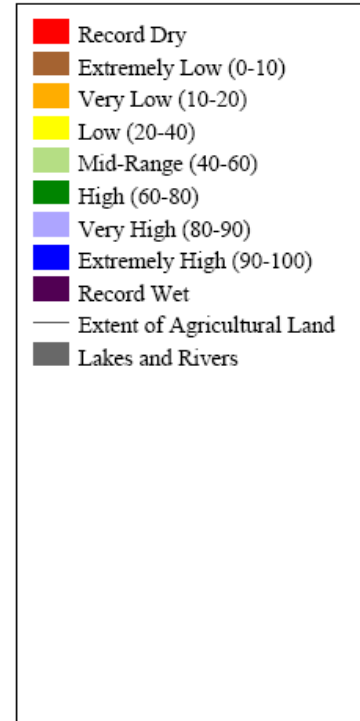 Record Dry
Extremely Low (0-10)
Very Low (10-20)
Low (20-40)
Mid-Range (40-60)
High (60-80)
Very High (80-90)
Extremely High (90-100)
Record Wet
Extent of Agricultural Land
Lakes and Rivers